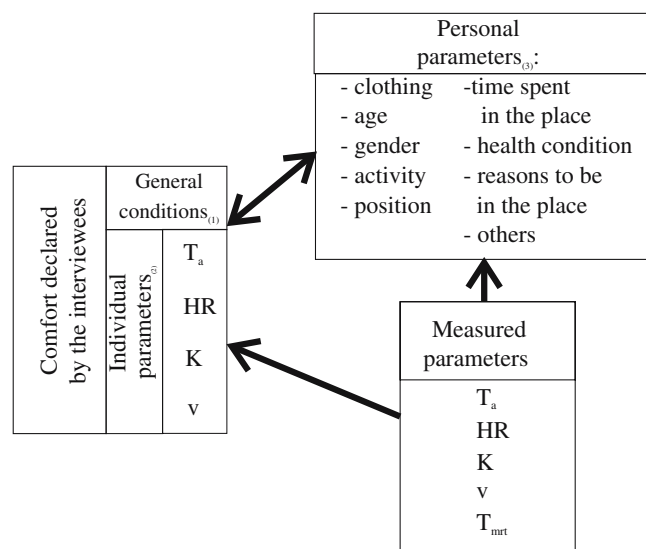 Personal
parameters(3):
- clothing
- age
- gender
- activity
- position
-time spent
in the place
- health condition
- reasons to be
in the place
- others
Comfort declared
by the interviewees
General
conditions(1)
Individual
parameters(2)
Ta
HR
K
v
Measured
parameters
Ta
HR
K
v
Tmrt